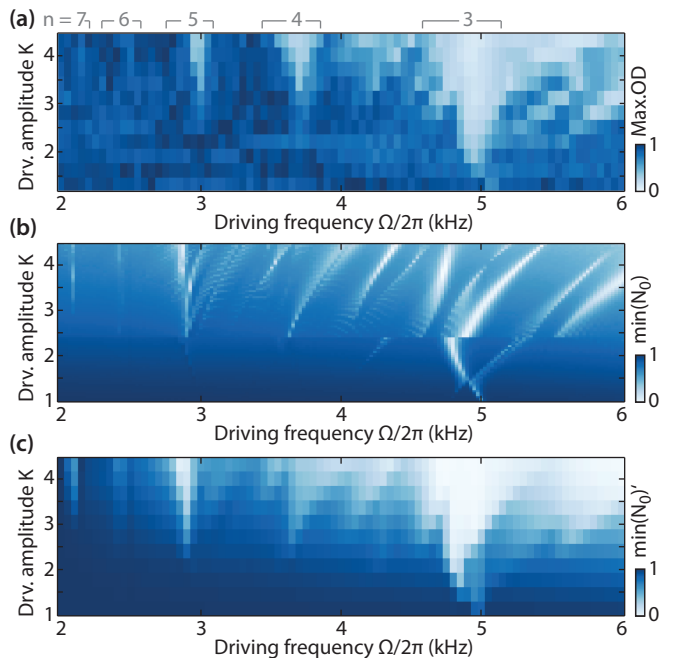 (a) n = 7 6 5 4 3
Drv. amplitude K
4
3
2
Max.OD
1
0
2 3 4 5 6
Driving frequency Ω/2π (kHz)
(b)
Drv. amplitude K
4
3
2
1
min(N₀)
1
0
2 3 4 5 6
Driving frequency Ω/2π (kHz)
(c)
Drv. amplitude K
4
3
2
1
min(N₀)′
1
0
2 3 4 5 6
Driving frequency Ω/2π (kHz)